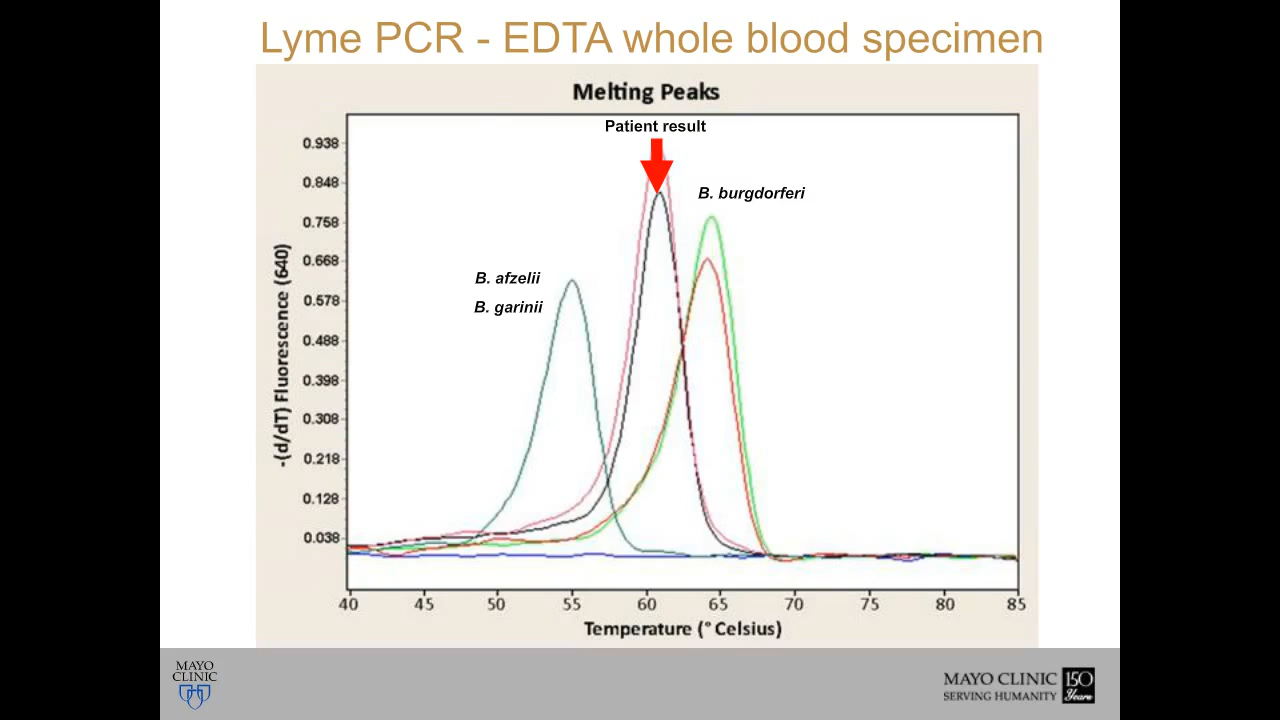 Lyme PCR - EDTA whole blood specimen
Melting Peaks
Patient result
B. burgdorferi
B. afzelii
B. garinii
-(d/dT) Fluorescence (640)
0.938
0.848
0.758
0.668
0.578
0.488
0.398
0.308
0.218
0.128
0.038
40 45 50 55 60 65 70 75 80 85
Temperature (° Celsius)
MAYO
CLINIC
MAYO CLINIC
SERVING HUMANITY
150
Years